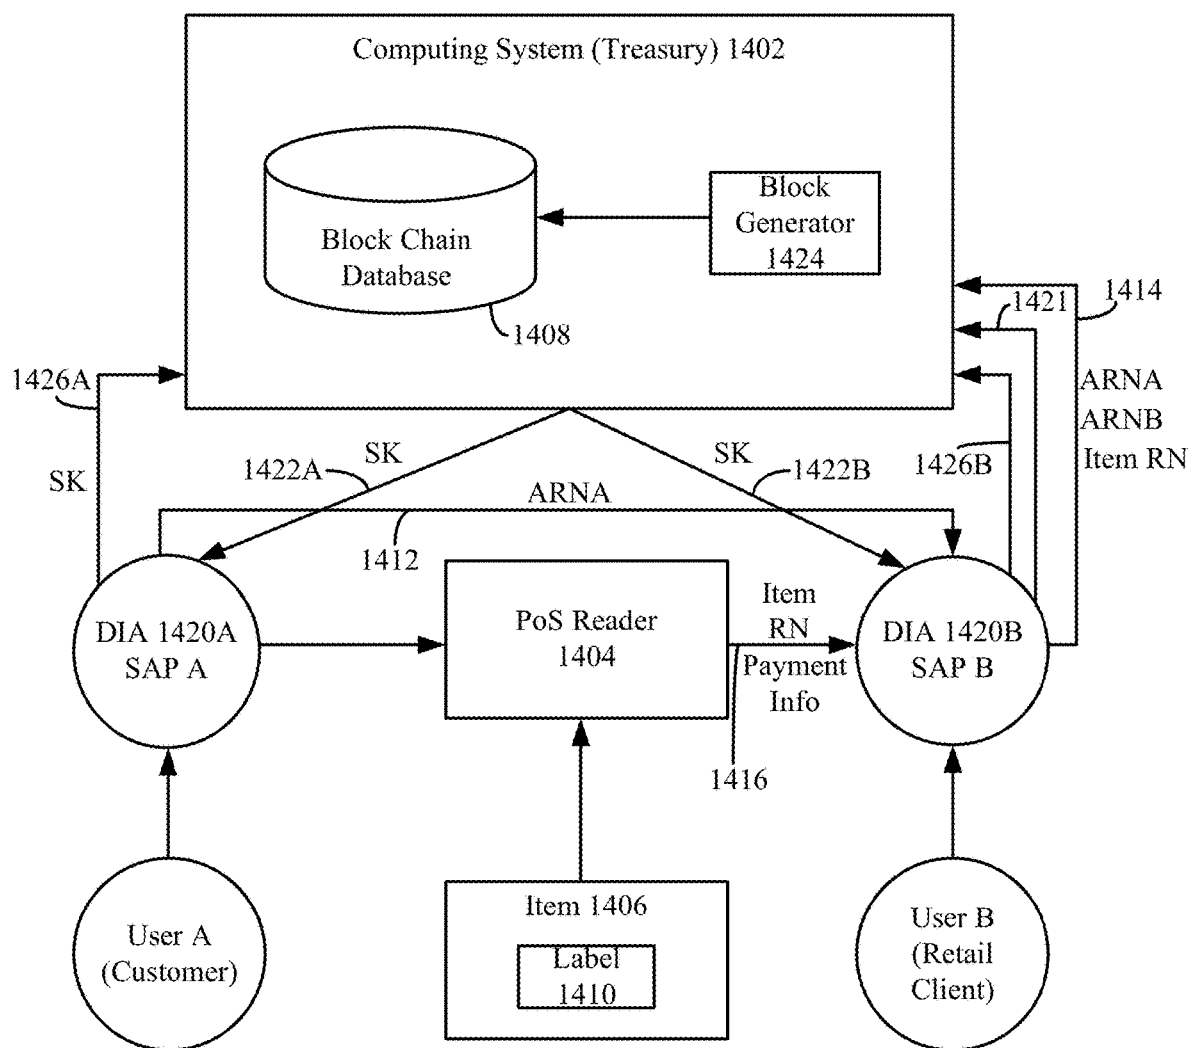 Computing System (Treasury) 1402
Block Chain
Database
1408
Block
Generator
1424
1414
1421
1426A
ARNA
ARNB
Item RN
1426B
SK
1422A
SK
SK
1422B
ARNA
1412
DIA 1420A
SAP A
PoS Reader
1404
Item
RN
Payment
Info
DIA 1420B
SAP B
1416
User A
(Customer)
Item 1406
Label
1410
User B
(Retail
Client)